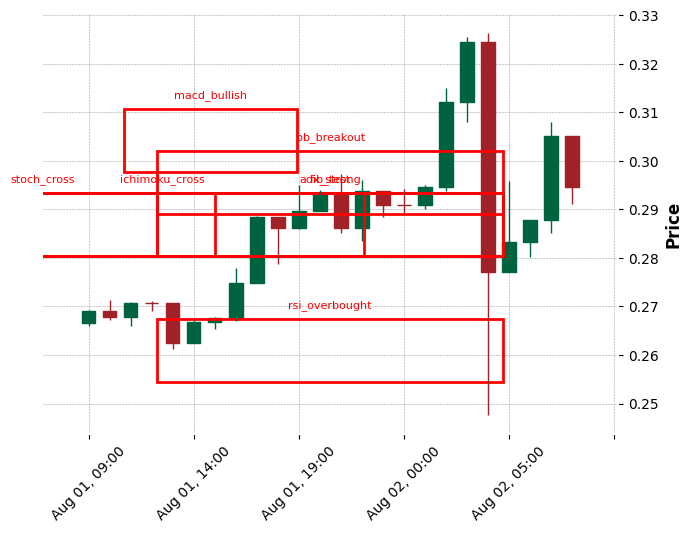 0.33
0.32
macd_bullish
0.31
bb_breakout
0.30
stoch_cross
ichimoku_cross
0.29
0.28
0.27
rsi_overbought
0.26
0.25
Price
Aug 01, 09:00
Aug 01, 14:00
Aug 01, 19:00
Aug 02, 00:00
Aug 02, 05:00